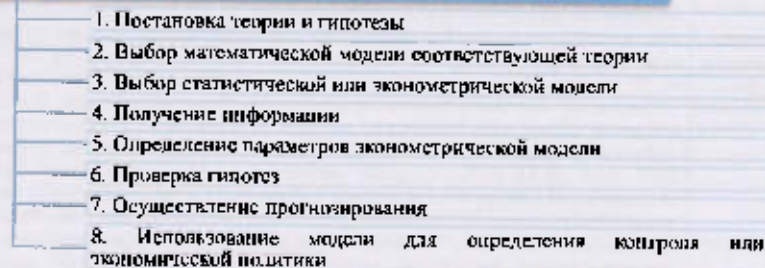 1. Постановка теории и гипотезы
2. Выбор математической модели соответствующей теории
3. Выбор статистической или эконометрической модели
4. Получение информации
5. Определение параметров эконометрической модели
6. Проверка гипотез
7. Осуществление прогнозирования
8. Использование модели для определения контроля или
экономической политики